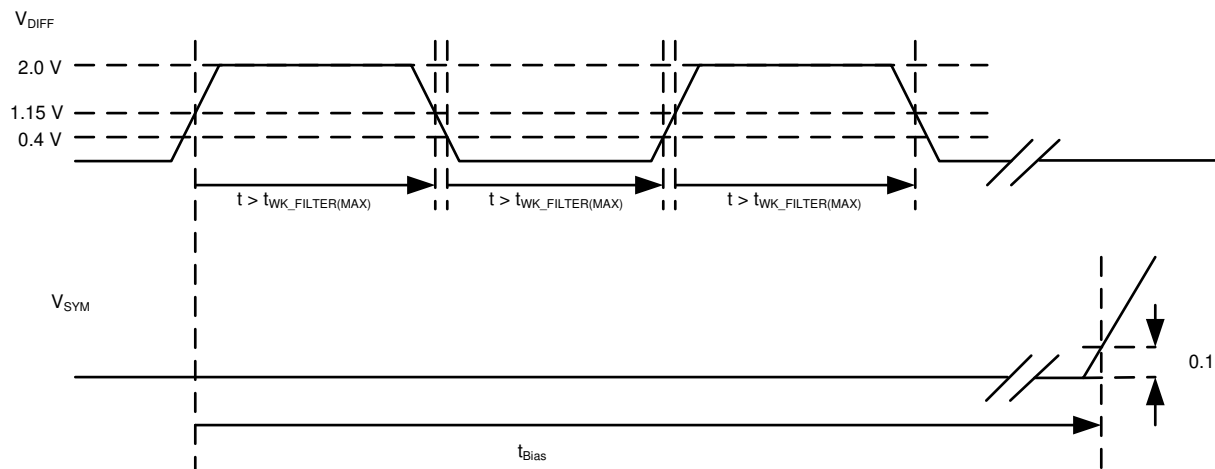 VDIFF
2.0 V
1.15 V
0.4 V
t > tWK_FILTER(MAX)
t > tWK_FILTER(MAX)
t > tWK_FILTER(MAX)
VSYM
0.1
tBias